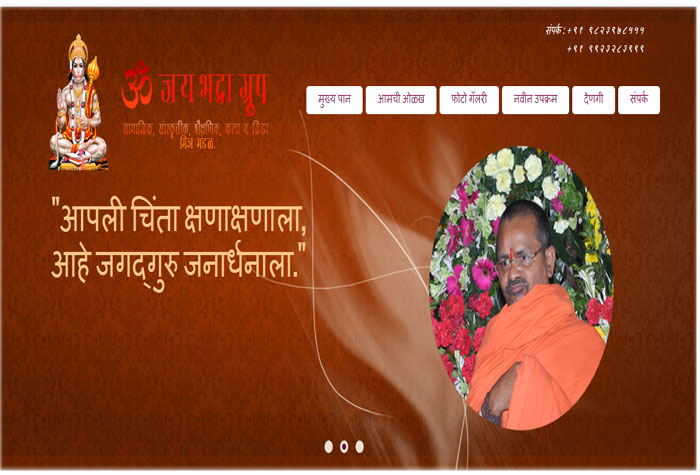 संपर्क : +९१ ९८२३९७८५५५
+९१ ९९२३२८३९९९
ॐ जय भद्रा ग्रुप
सामाजिक, सांस्कृतीक, शैक्षणिक, कला व क्रिडा
मित्र मंडळ.
मुख्य पान
आमची ओळख
फोटो गॅलरी
नवीन उपक्रम
देणगी
संपर्क
"आपली चिंता क्षणाक्षणाला,
आहे जगद्‌गुरु जनार्धनाला."